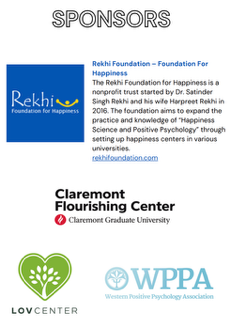 SPONSORS
Rekhi
Foundation for Happiness
Rekhi Foundation – Foundation For
Happiness
The Rekhi Foundation for Happiness is a
nonprofit trust started by Dr. Satinder
Singh Rekhi and his wife Harpreet Rekhi in
2016. The foundation aims to expand the
practice and knowledge of “Happiness
Science and Positive Psychology” through
setting up happiness centers in various
universities.
rekhifoundation.com
Claremont
Flourishing Center
Claremont Graduate University
LOVCENTER
WPPA
Western Positive Psychology Association